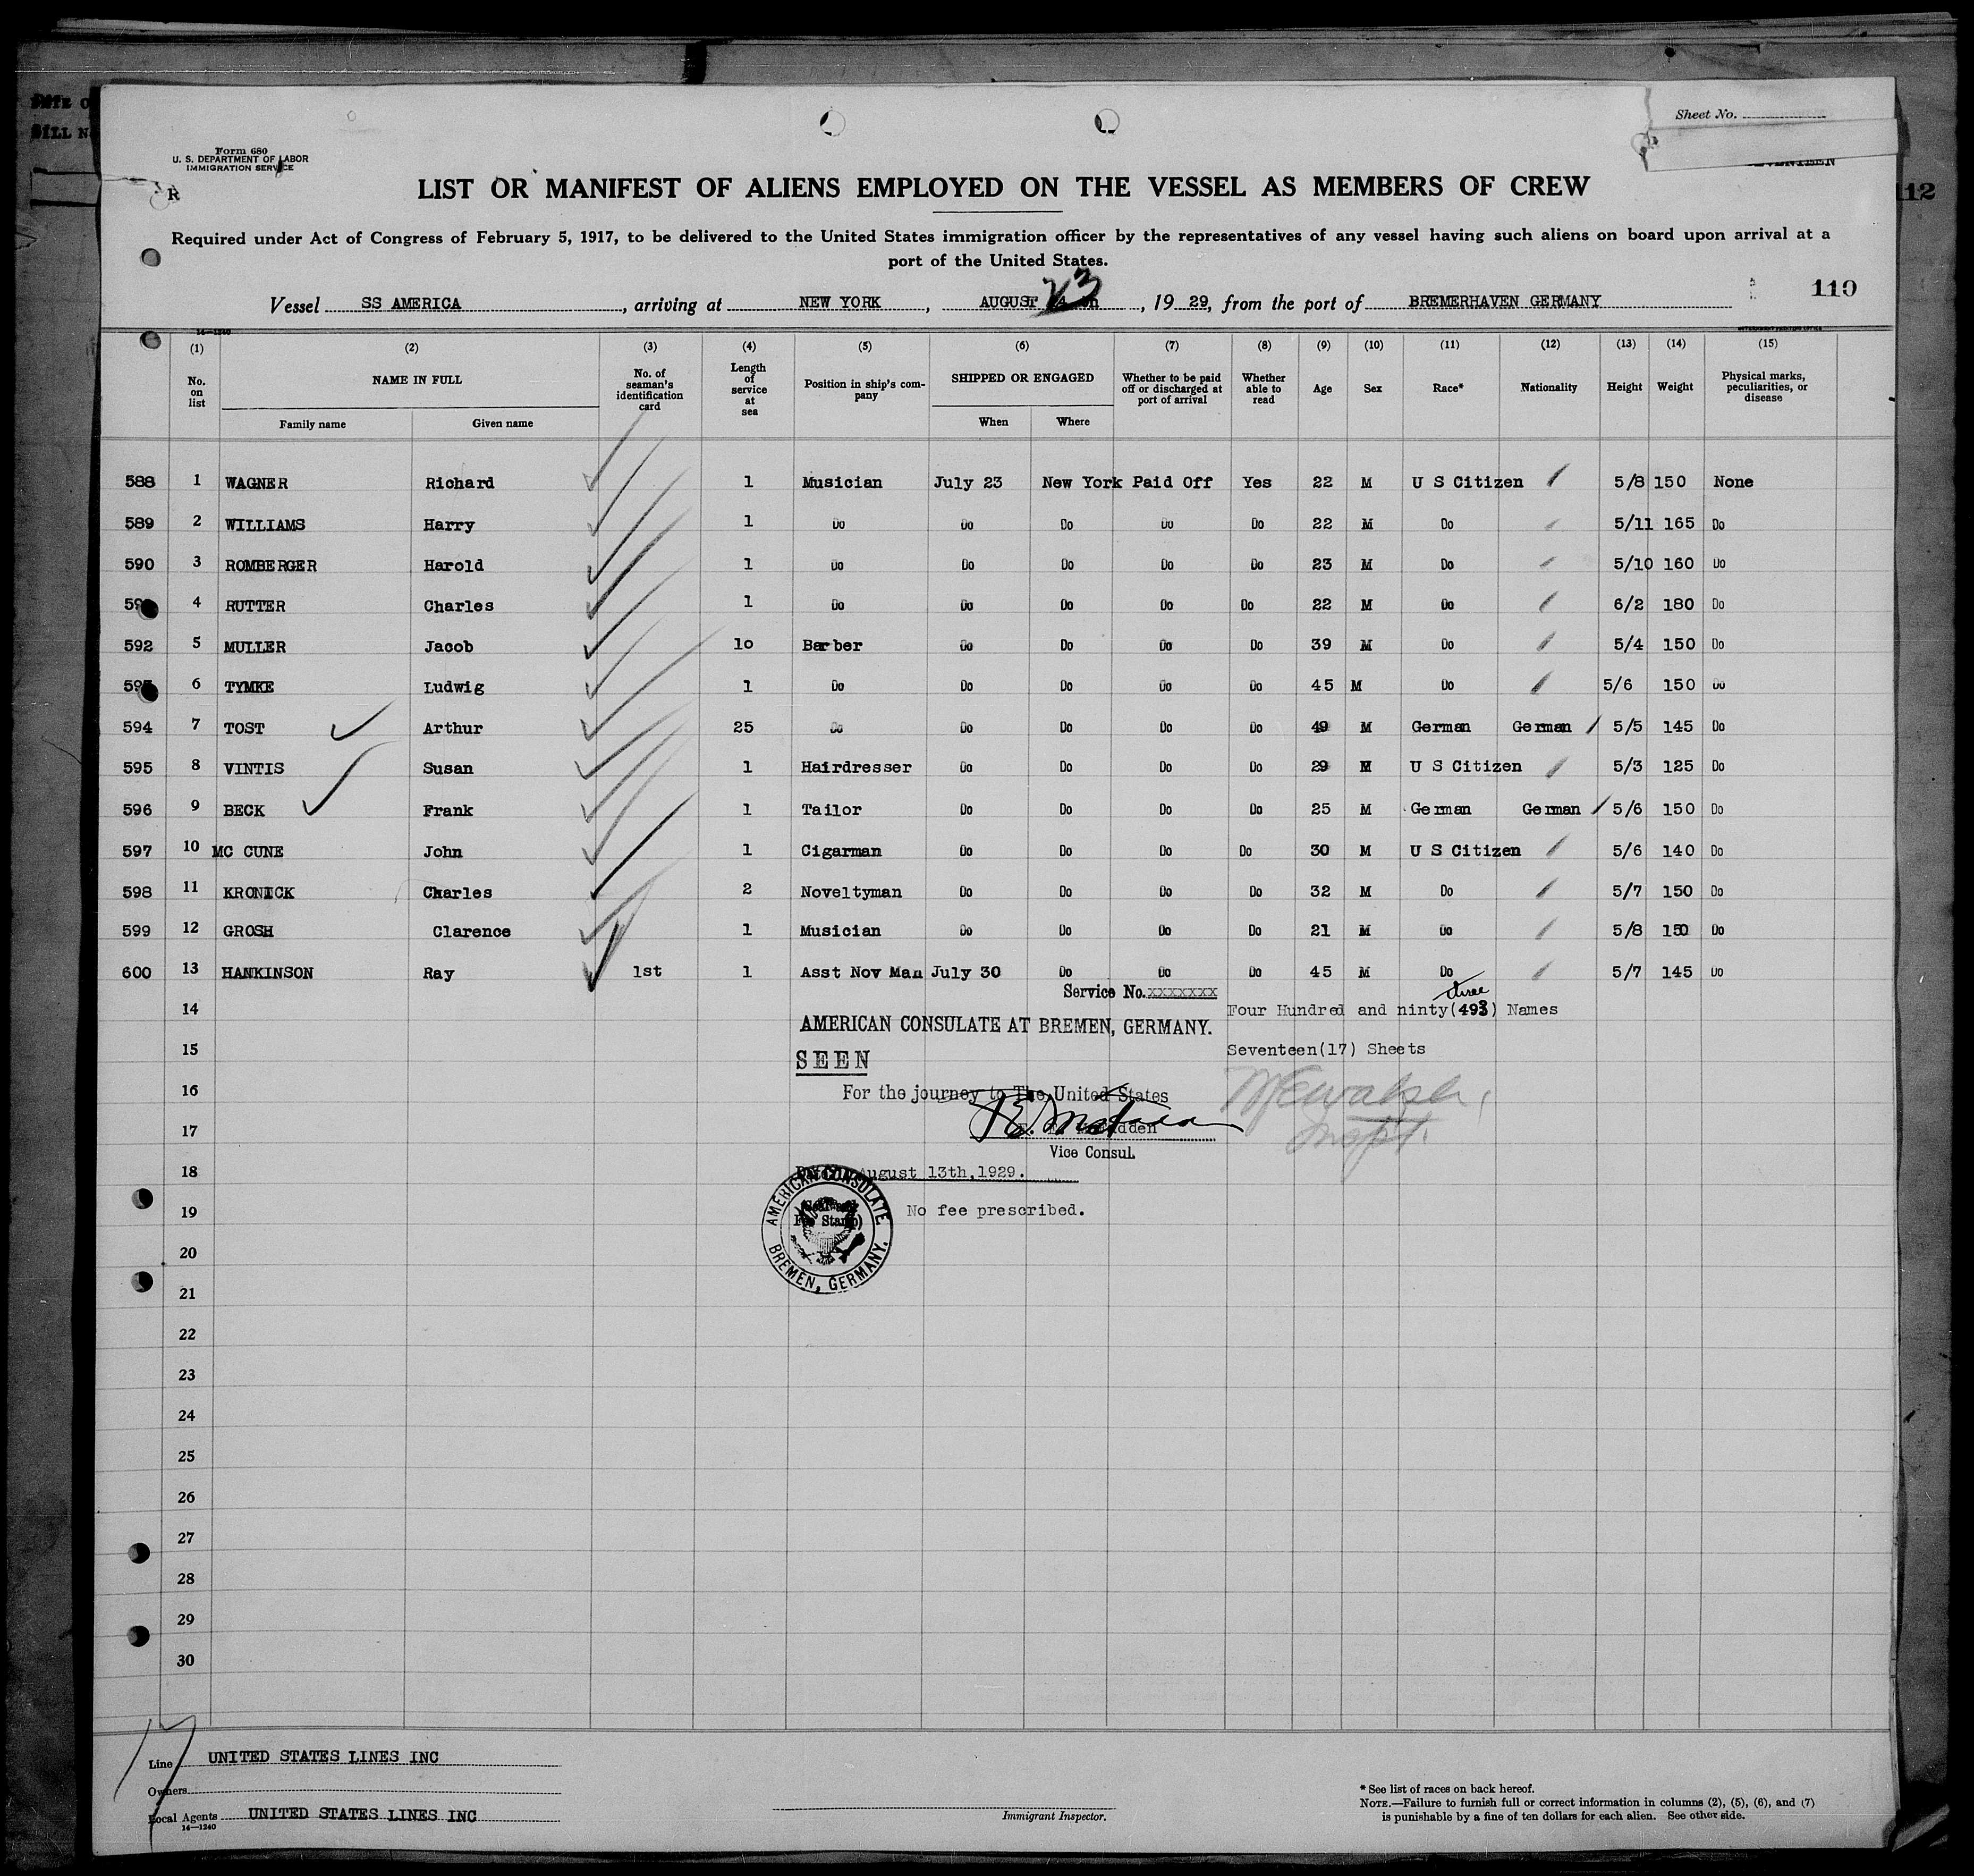 Sheet No.
Form 680
U. S. DEPARTMENT OF LABOR
IMMIGRATION SERVICE
R
112
LIST OR MANIFEST OF ALIENS EMPLOYED ON THE VESSEL AS MEMBERS OF CREW
Required under Act of Congress of February 5, 1917, to be delivered to the United States immigration officer by the representatives of any vessel having such aliens on board upon arrival at a
port of the United States.
Vessel SS AMERICA, arriving at NEW YORK, AUGUST 23, 1929, from the port of BREMERHAVEN GERMANY
110
14—1240
(1) (2) (3) (4) (5) (6) (7) (8) (9) (10) (11) (12) (13) (14) (15)
No. on list NAME IN FULL No. of seaman's identification card Length of service at sea Position in ship's company SHIPPED OR ENGAGED Whether to be paid off or discharged at port of arrival Whether able to read Age Sex Race* Nationality Height Weight Physical marks, peculiarities, or disease
Family name Given name When Where
588 1 WAGNER Richard 1 Musician July 23 New York Paid Off Yes 22 M U S Citizen 5/8 150 None
589 2 WILLIAMS Harry 1 Do Do Do Do Do 22 M Do 5/11 165 Do
590 3 ROMBERGER Harold 1 Do Do Do Do Do 23 M Do 5/10 160 Do
4 RUTTER Charles 1 Do Do Do Do Do 22 M Do 6/2 180 Do
592 5 MULLER Jacob 10 Barber Do Do Do Do 39 M Do 5/4 150 Do
6 TYMKE Ludwig 1 Do Do Do Do Do 45 M Do 5/6 150 Do
594 7 TOST Arthur 25 Do Do Do Do Do 49 M German German 5/5 145 Do
595 8 VINTIS Susan 1 Hairdresser Do Do Do Do 29 M U S Citizen 5/3 125 Do
596 9 BECK Frank 1 Tailor Do Do Do Do 25 M German German 5/6 150 Do
597 10 MC CUNE John 1 Cigarman Do Do Do Do 30 M U S Citizen 5/6 140 Do
598 11 KRONICK Charles 2 Noveltyman Do Do Do Do 32 M Do 5/7 150 Do
599 12 GROSH Clarence 1 Musician Do Do Do Do 21 M Do 5/8 150 Do
600 13 HANKINSON Ray 1st 1 Asst Nov Man July 30 Do Do Do 45 M Do 5/7 145 Do
Service No. xxxxxxx
three
14 Four Hundred and ninty(493) Names
AMERICAN CONSULATE AT BREMEN, GERMANY.
15 Seventeen(17) Sheets
SEEN
16 For the journey to The United States
17
Vice Consul.
18 August 13th,1929.
AMERICAN CONSULATE BREMEN, GERMANY.
19 No fee prescribed.
20
21
22
23
24
25
26
27
28
29
30
17
Line UNITED STATES LINES INC
Owners
Local Agents UNITED STATES LINES INC
14—1240
Immigrant Inspector.
* See list of races on back hereof.
NOTE.—Failure to furnish full or correct information in columns (2), (5), (6), and (7)
is punishable by a fine of ten dollars for each alien. See other side.